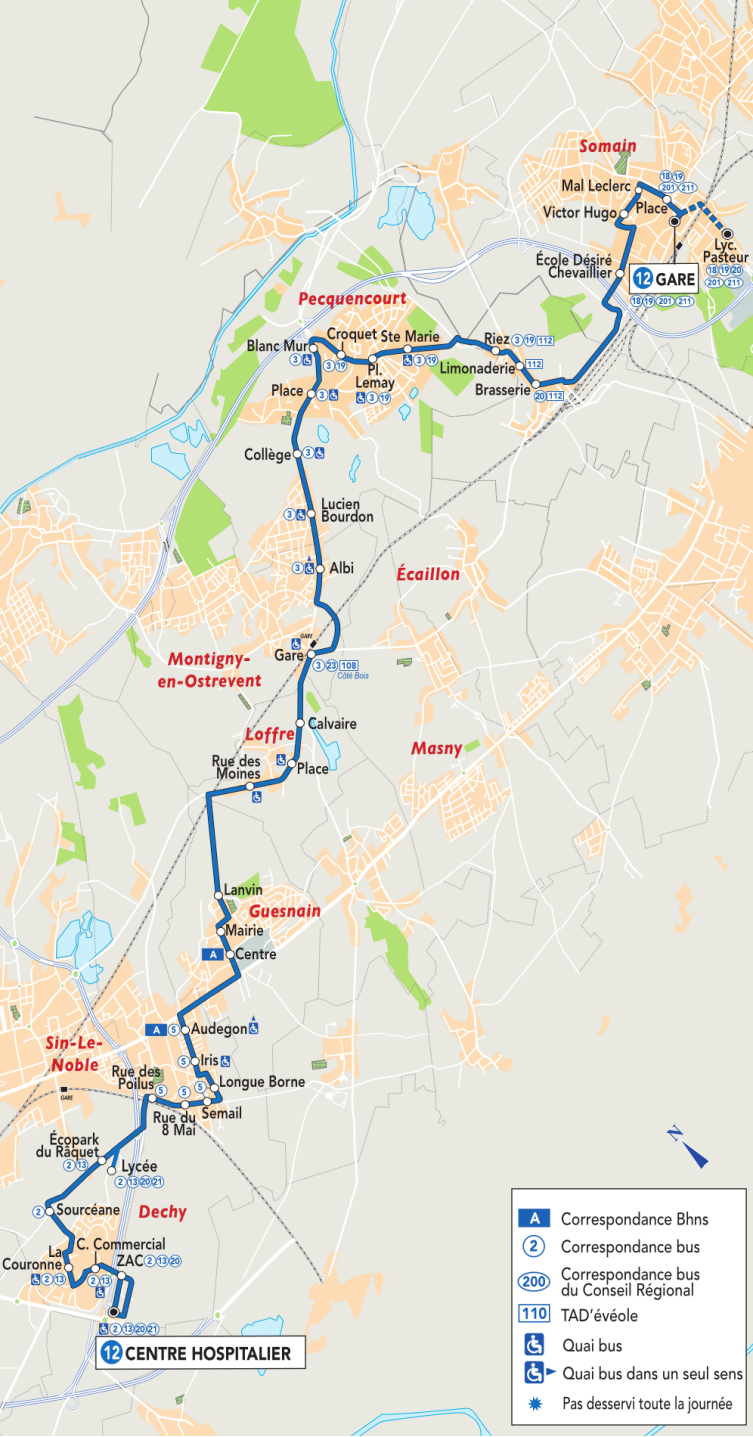 Somain
18 19
201 211
Mal Leclerc
Place
Victor Hugo
Lyc.
Pasteur
18 19 20
201 211
École Désiré
Chevaillier
12 GARE
18 19 201 211
Pecquencourt
Blanc Mur
3
Croquet
3 19
Ste Marie
3 19
Pl.
Lemay
3 19
Riez 3 19 112
Limonaderie 112
Brasserie
20 112
Place 3
Collège 3
Lucien
Bourdon
3
3 Albi
Écaillon
GARE
Gare
3 23 108
Côté Bois
Montigny-
en-Ostrevent
Calvaire
Loffre
Masny
Place
Rue des
Moines
Lanvin
Guesnain
Mairie
A Centre
A 5 Audegon
Sin-Le-
Noble
5 Iris
Rue des
Poilus
5
Longue Borne
5
GARE
5
Semail
Rue du
8 Mai
Écopark
du Râquet
2 13
Lycée
2 13 20 21
2 Sourcéane
Dechy
C. Commercial
2 13
La
Couronne
2 13
ZAC 2 13 20
2 13 20 21
12 CENTRE HOSPITALIER
N
A Correspondance Bhns
2 Correspondance bus
200 Correspondance bus
du Conseil Régional
110 TAD'évéole
Quai bus
Quai bus dans un seul sens
Pas desservi toute la journée